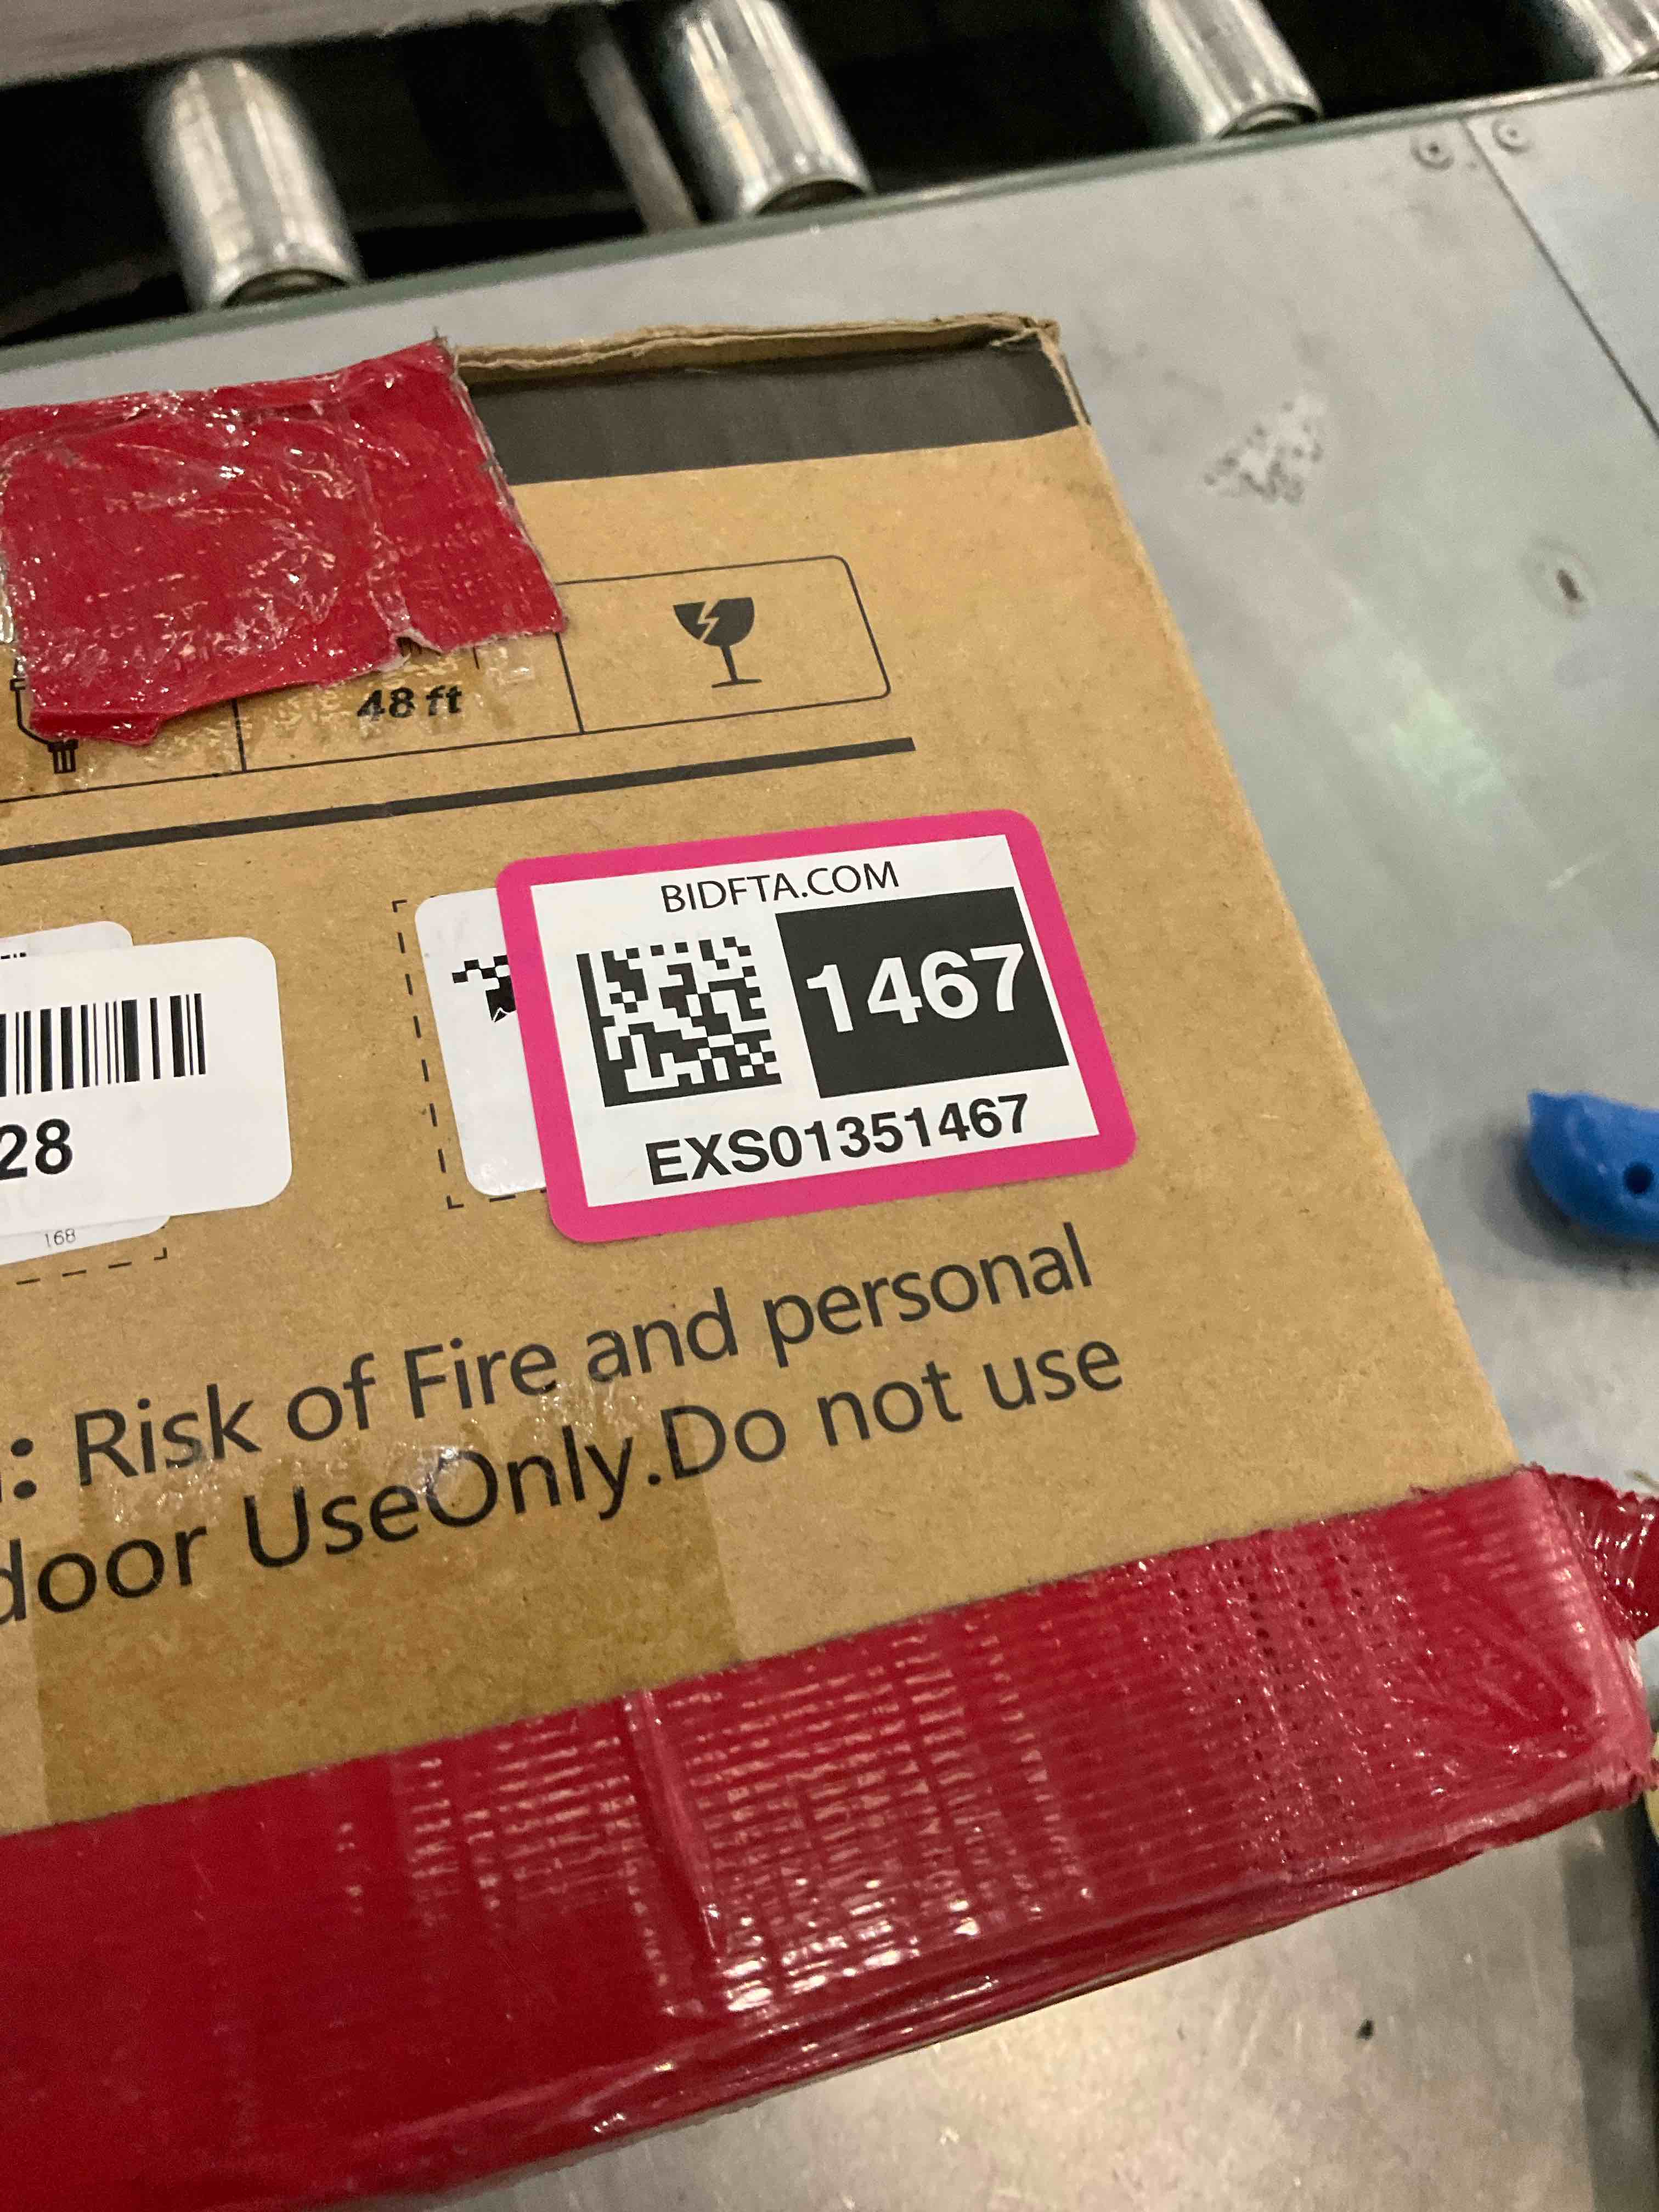 48 ft
BIDFTA.COM
1467
EXS01351467
28
168
: Risk of Fire and personal
door UseOnly.Do not use